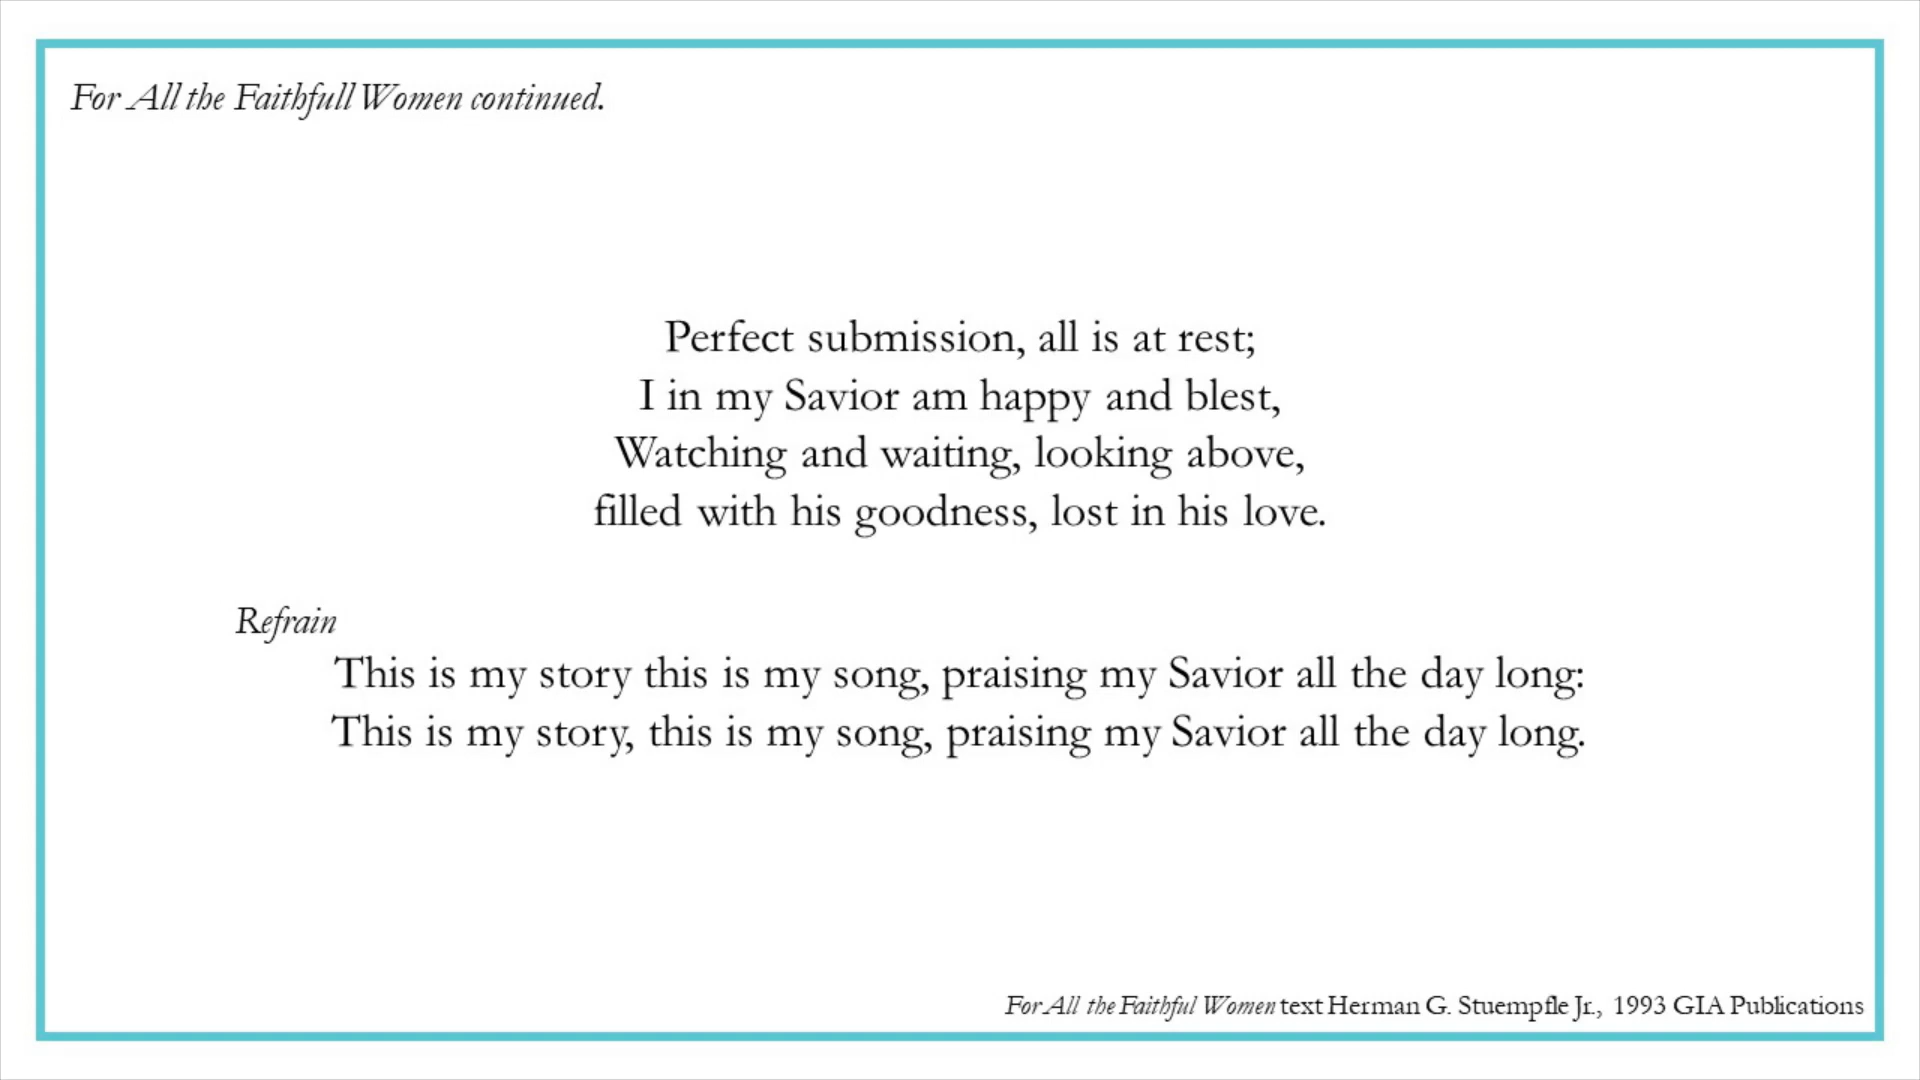 For All the Faithfull Women continued.
Perfect submission, all is at rest;
I in my Savior am happy and blest,
Watching and waiting, looking above,
filled with his goodness, lost in his love.
Refrain
This is my story this is my song, praising my Savior all the day long:
This is my story, this is my song, praising my Savior all the day long.
For All the Faithful Women text Herman G. Stuempfle Jr., 1993 GIA Publications